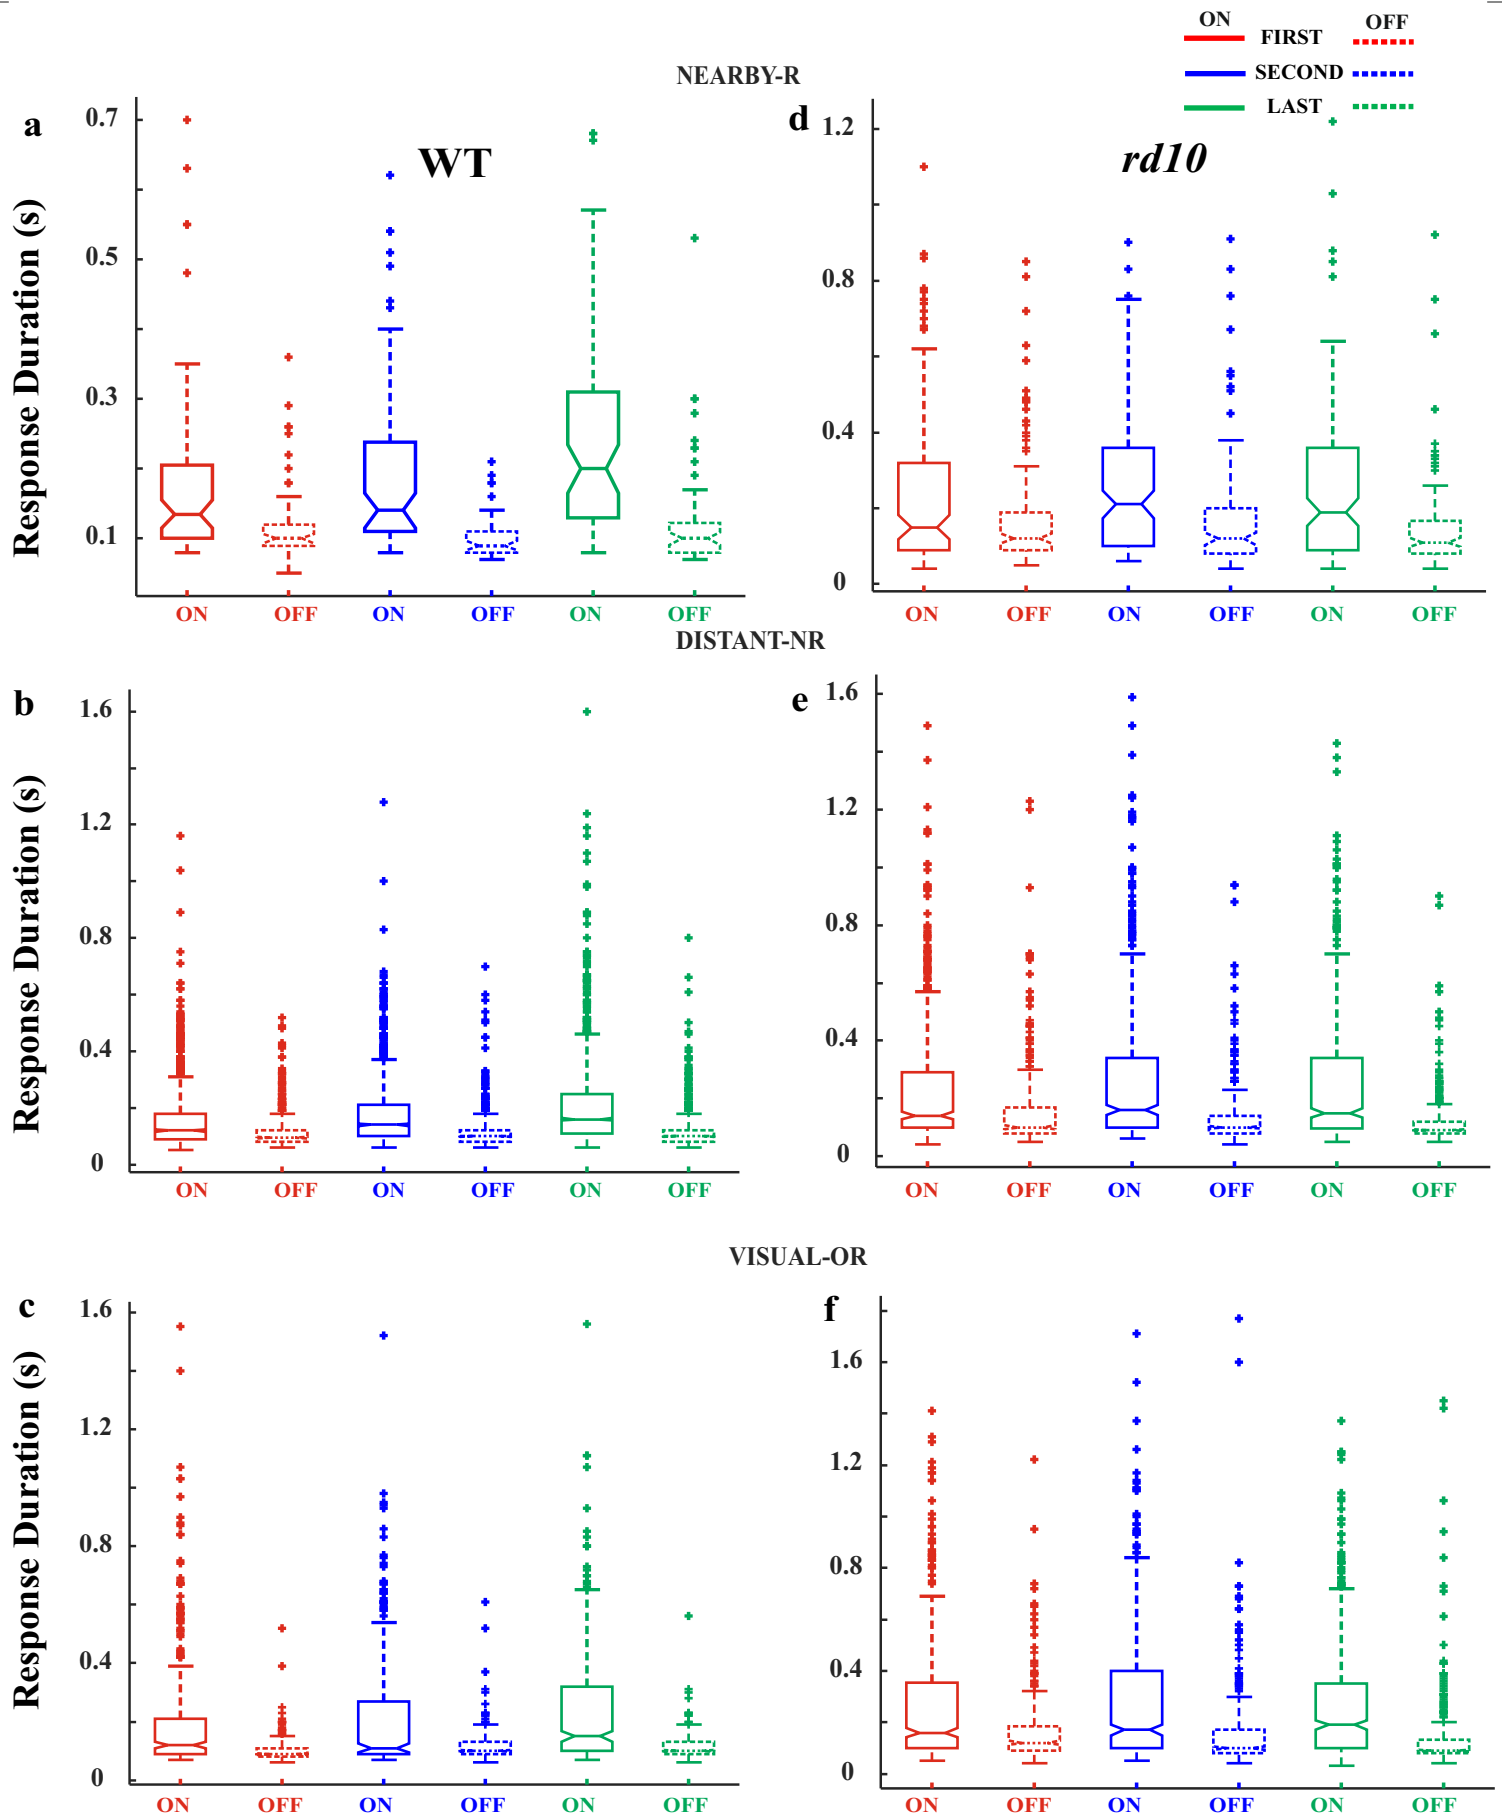 ON OFF
FIRST
NEARBY-R
SECOND
LAST
a
WT
d
rd10
Response Duration (s)
0.7
0.5
0.3
0.1
1.2
0.8
0.4
0
ON OFF ON OFF ON OFF
ON OFF ON OFF ON OFF
DISTANT-NR
b
e
Response Duration (s)
1.6
1.2
0.8
0.4
0
1.6
1.2
0.8
0.4
0
ON OFF ON OFF ON OFF
ON OFF ON OFF ON OFF
VISUAL-OR
c
f
Response Duration (s)
1.6
1.2
0.8
0.4
0
1.6
1.2
0.8
0.4
0
ON OFF ON OFF ON OFF
ON OFF ON OFF ON OFF